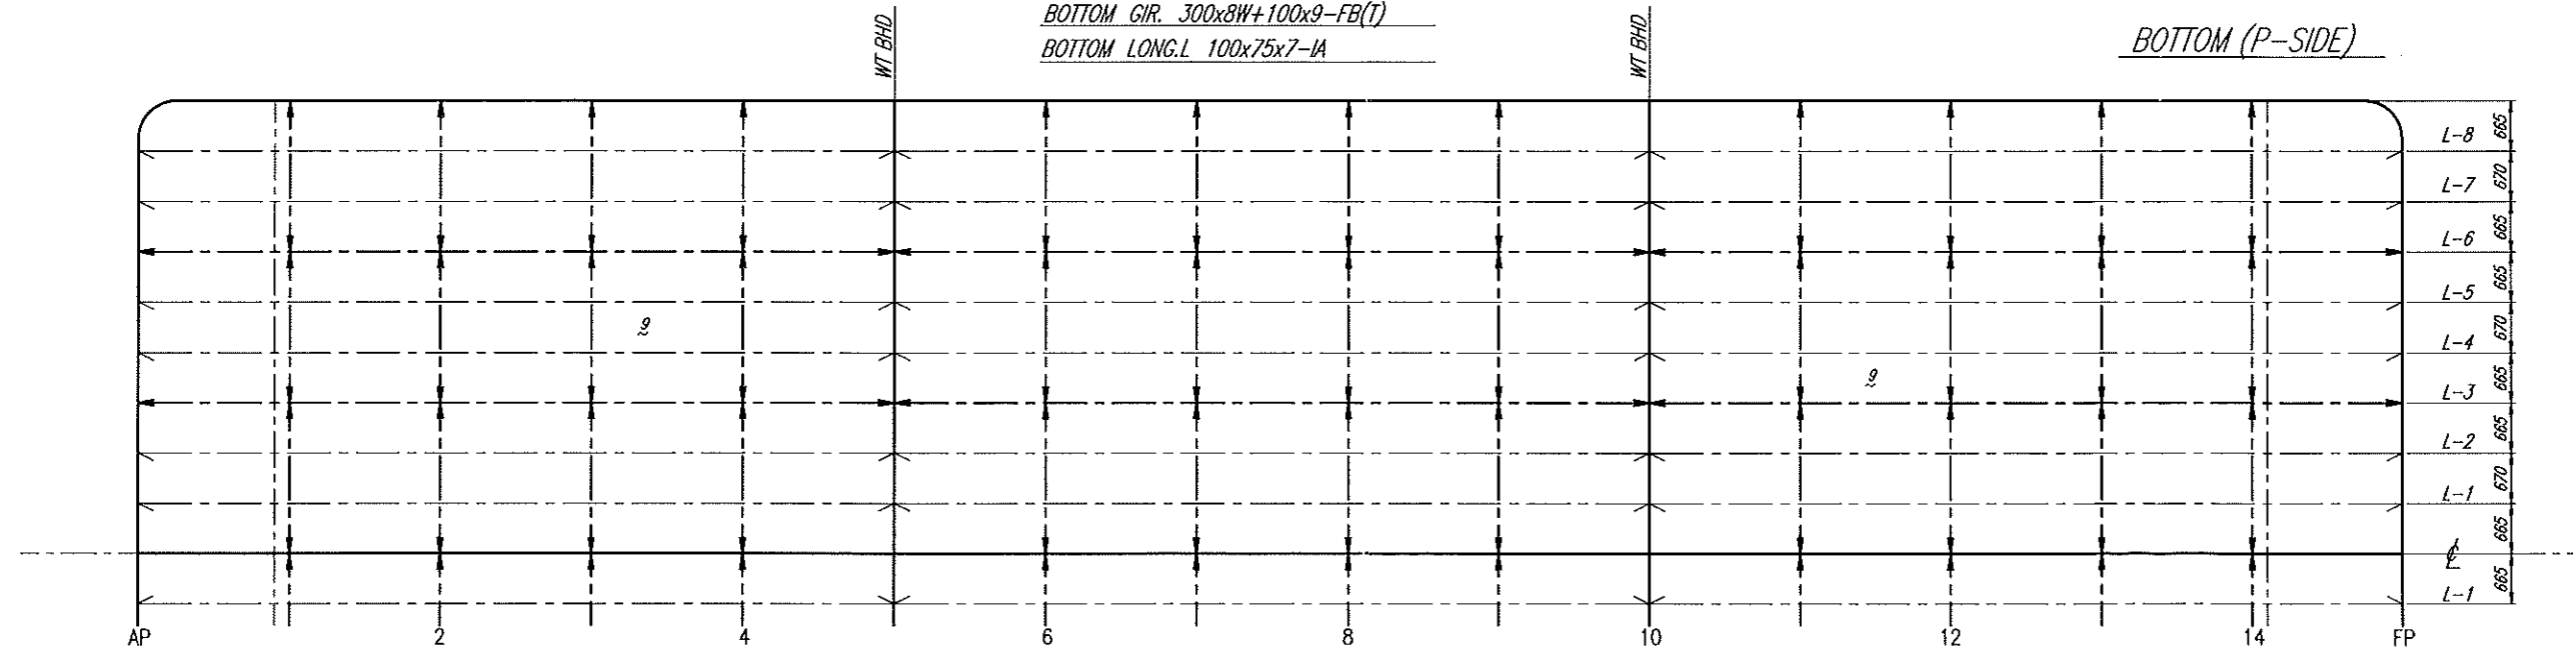 BOTTOM GIR. 300x8W+100x9-FB(T)
BOTTOM LONG.L 100x75x7-IA
BOTTOM (P-SIDE)
WT BHD
WT BHD
L-8 665
L-7 670
L-6 665
L-5 665
9
L-4 670
9
L-3 665
L-2 665
L-1 670
℄ 665
L-1 665
AP 2 4 6 8 10 12 14 FP